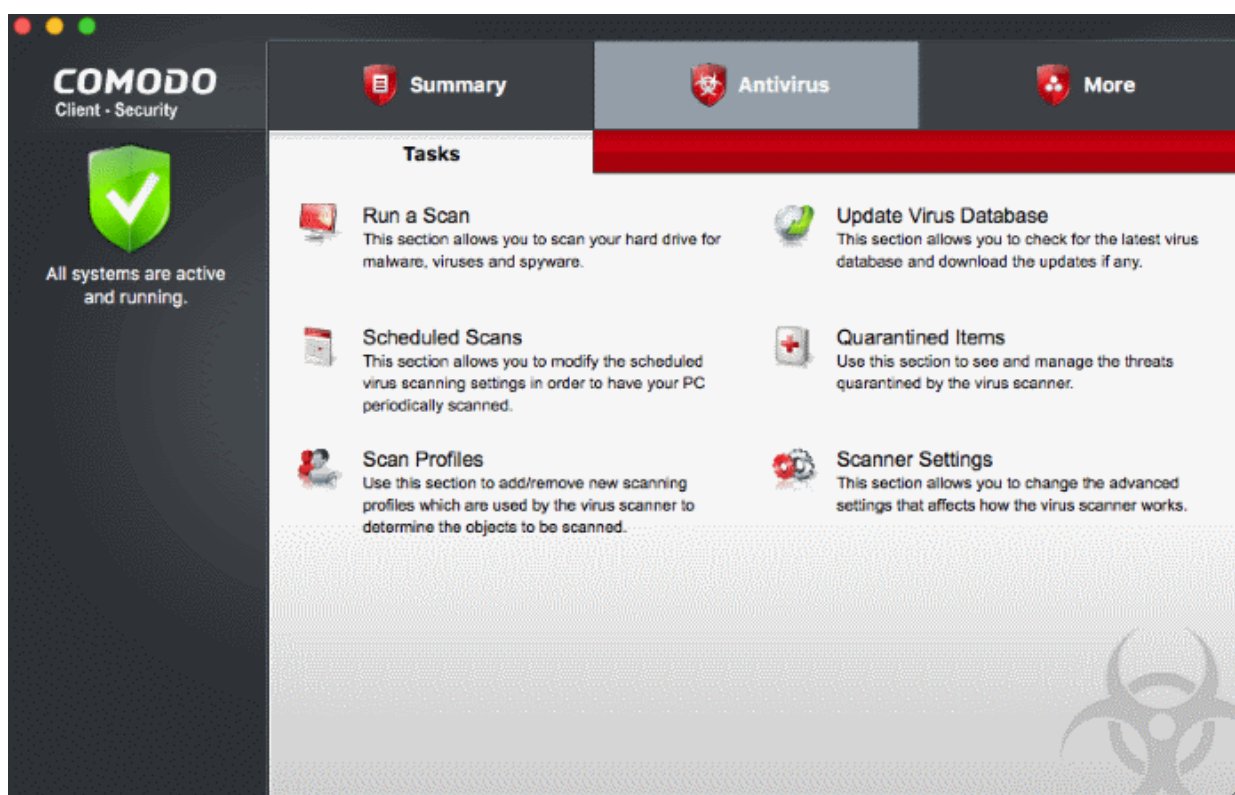 COMODO
Client - Security
Summary
Antivirus
More
All systems are active
and running.
Tasks
Run a Scan
This section allows you to scan your hard drive for
malware, viruses and spyware.
Update Virus Database
This section allows you to check for the latest virus
database and download the updates if any.
Scheduled Scans
This section allows you to modify the scheduled
virus scanning settings in order to have your PC
periodically scanned.
Quarantined Items
Use this section to see and manage the threats
quarantined by the virus scanner.
Scan Profiles
Use this section to add/remove new scanning
profiles which are used by the virus scanner to
determine the objects to be scanned.
Scanner Settings
This section allows you to change the advanced
settings that affects how the virus scanner works.